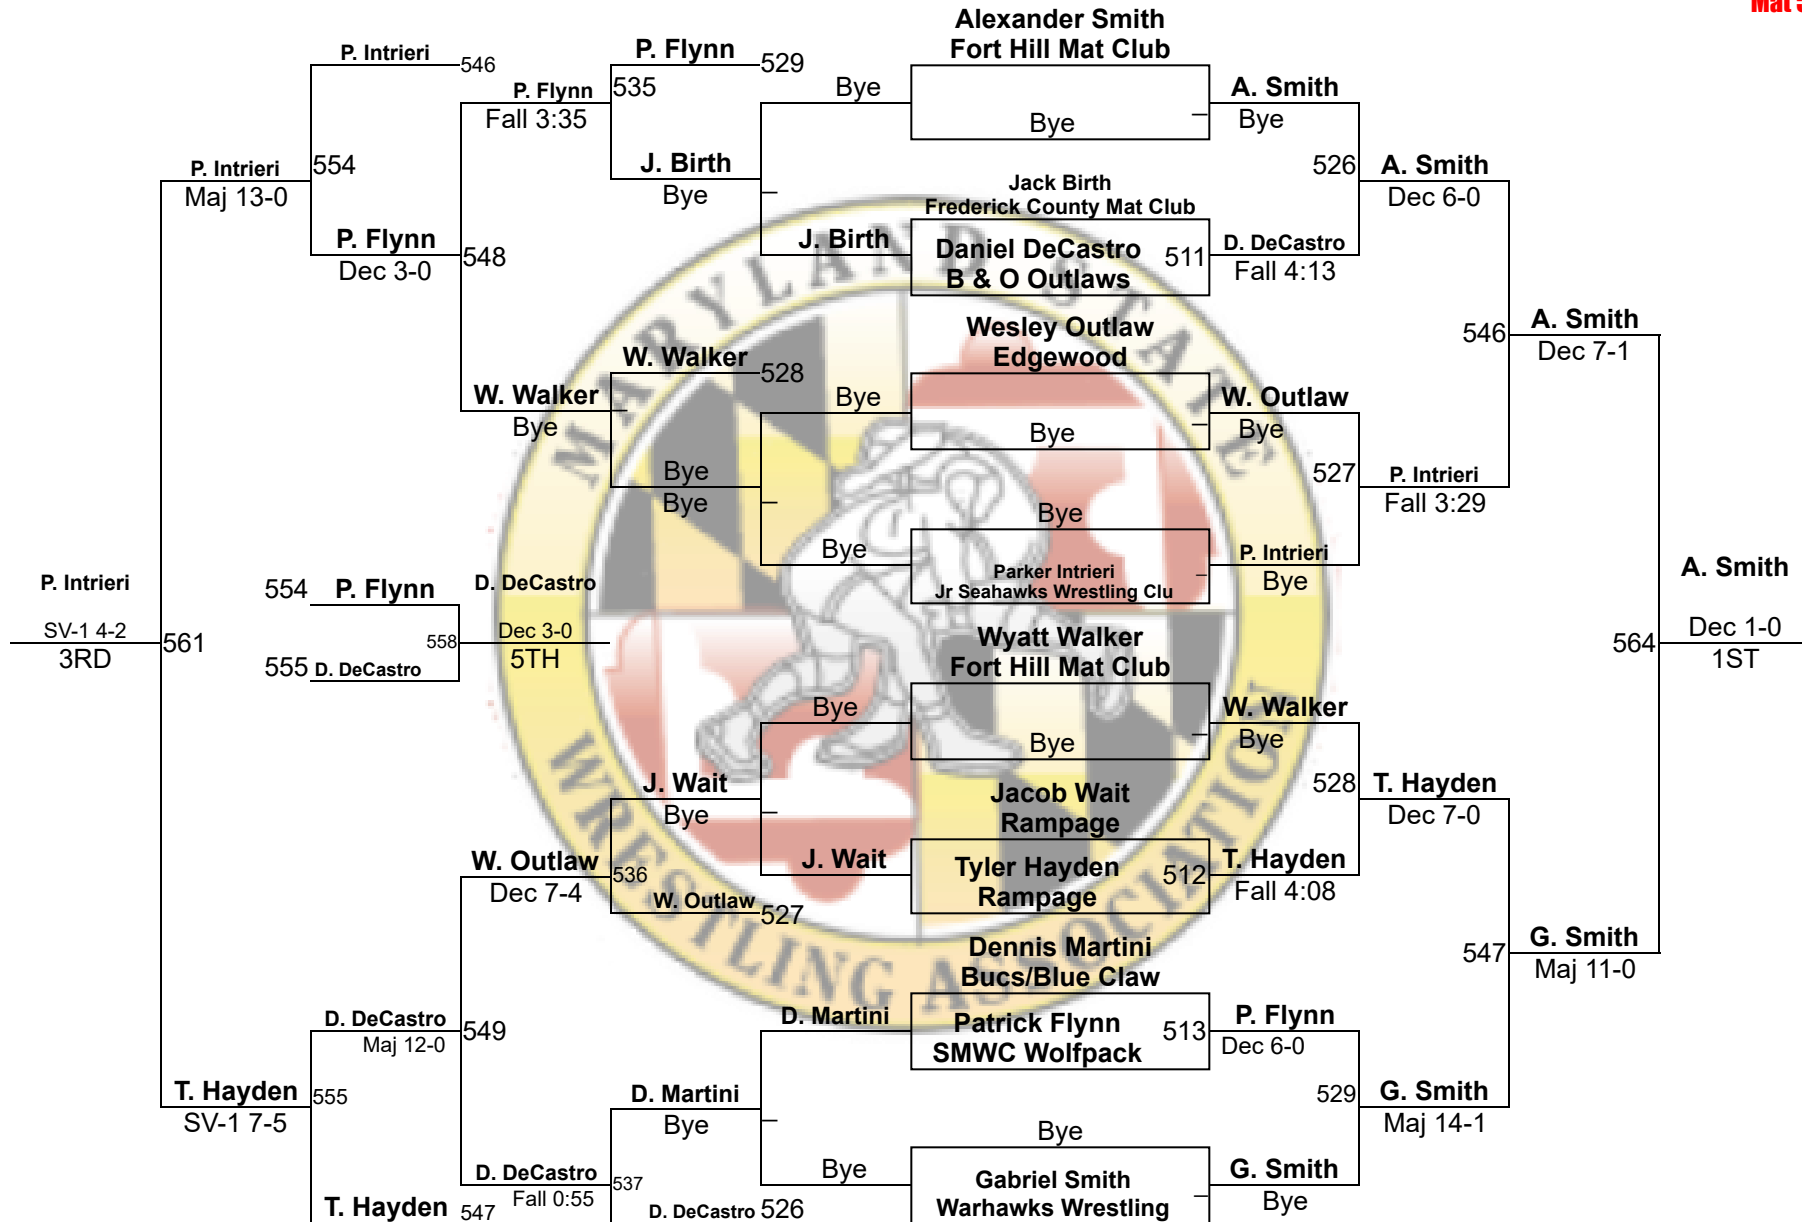 Mat 5
Alexander Smith
Fort Hill Mat Club
P. Intrieri
546
P. Flynn
529
P. Flynn
535
Fall 3:35
Bye
Bye
A. Smith
Bye
J. Birth
Bye
P. Intrieri
554
Maj 13-0
526
A. Smith
Dec 6-0
Jack Birth
Frederick County Mat Club
J. Birth
Daniel DeCastro
B & O Outlaws
511
D. DeCastro
Fall 4:13
P. Flynn
Dec 3-0
548
Wesley Outlaw
Edgewood
546
A. Smith
Dec 7-1
W. Walker
528
W. Walker
Bye
Bye
Bye
W. Outlaw
Bye
Bye
Bye
527
P. Intrieri
Fall 3:29
Bye
Bye
Parker Intrieri
Jr Seahawks Wrestling Clu
P. Intrieri
Bye
P. Intrieri
554
P. Flynn
D. DeCastro
A. Smith
SV-1 4-2
3RD
561
558
Dec 3-0
5TH
555
D. DeCastro
564
Dec 1-0
1ST
Wyatt Walker
Fort Hill Mat Club
Bye
Bye
W. Walker
Bye
J. Wait
Bye
Jacob Wait
Rampage
528
T. Hayden
Dec 7-0
J. Wait
Tyler Hayden
Rampage
512
T. Hayden
Fall 4:08
W. Outlaw
Dec 7-4
536
W. Outlaw
527
Dennis Martini
Bucs/Blue Claw
547
G. Smith
Maj 11-0
D. Martini
Patrick Flynn
SMWC Wolfpack
513
P. Flynn
Dec 6-0
D. DeCastro
Maj 12-0
549
T. Hayden
SV-1 7-5
555
D. Martini
Bye
529
G. Smith
Maj 14-1
Bye
Bye
Gabriel Smith
Warhawks Wrestling
G. Smith
Bye
D. DeCastro
Fall 0:55
537
T. Hayden
547
D. DeCastro
526
MARYLAND STATE
WRESTLING ASSOCIATION